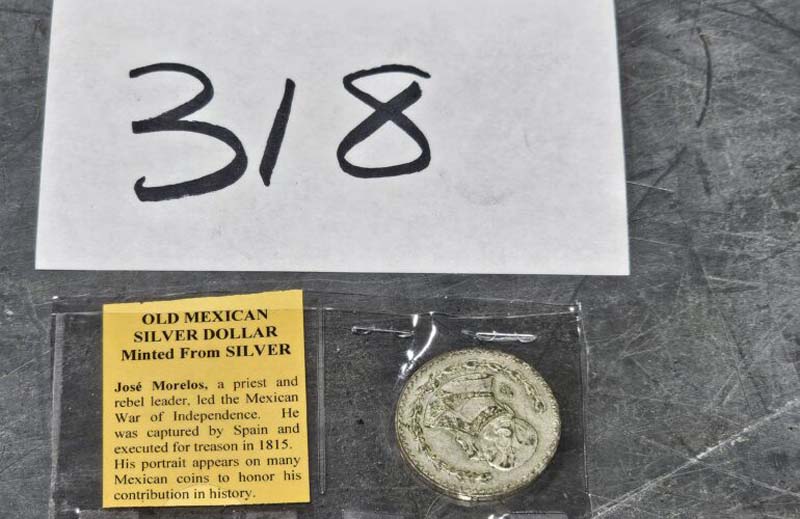 318
OLD MEXICAN
SILVER DOLLAR
Minted From SILVER
José Morelos, a priest and
rebel leader, led the Mexican
War of Independence. He
was captured by Spain and
executed for treason in 1815.
His portrait appears on many
Mexican coins to honor his
contribution in history.